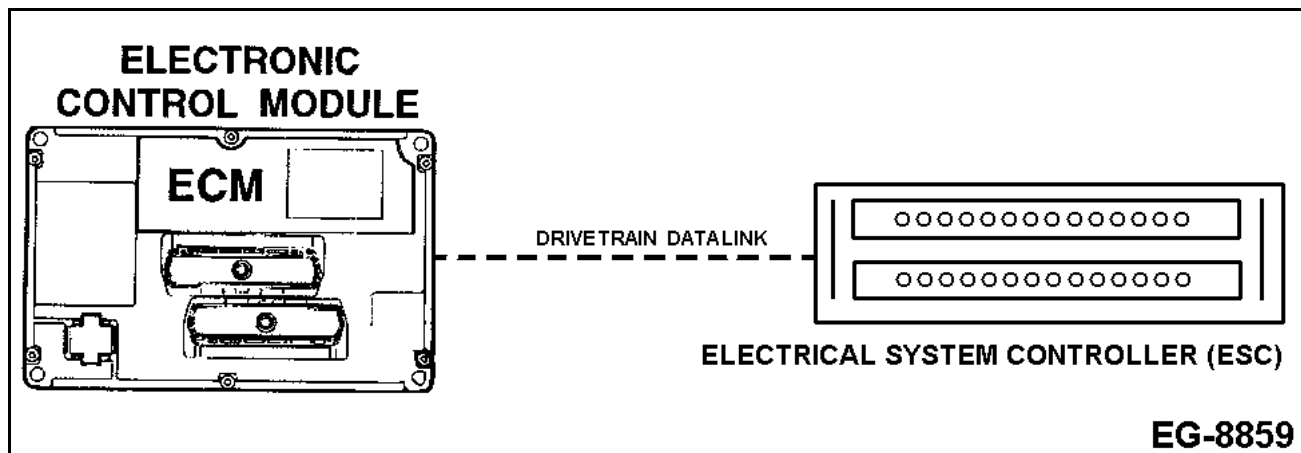 ELECTRONIC
CONTROL MODULE
ECM
DRIVETRAIN DATALINK
ELECTRICAL SYSTEM CONTROLLER (ESC)
EG-8859